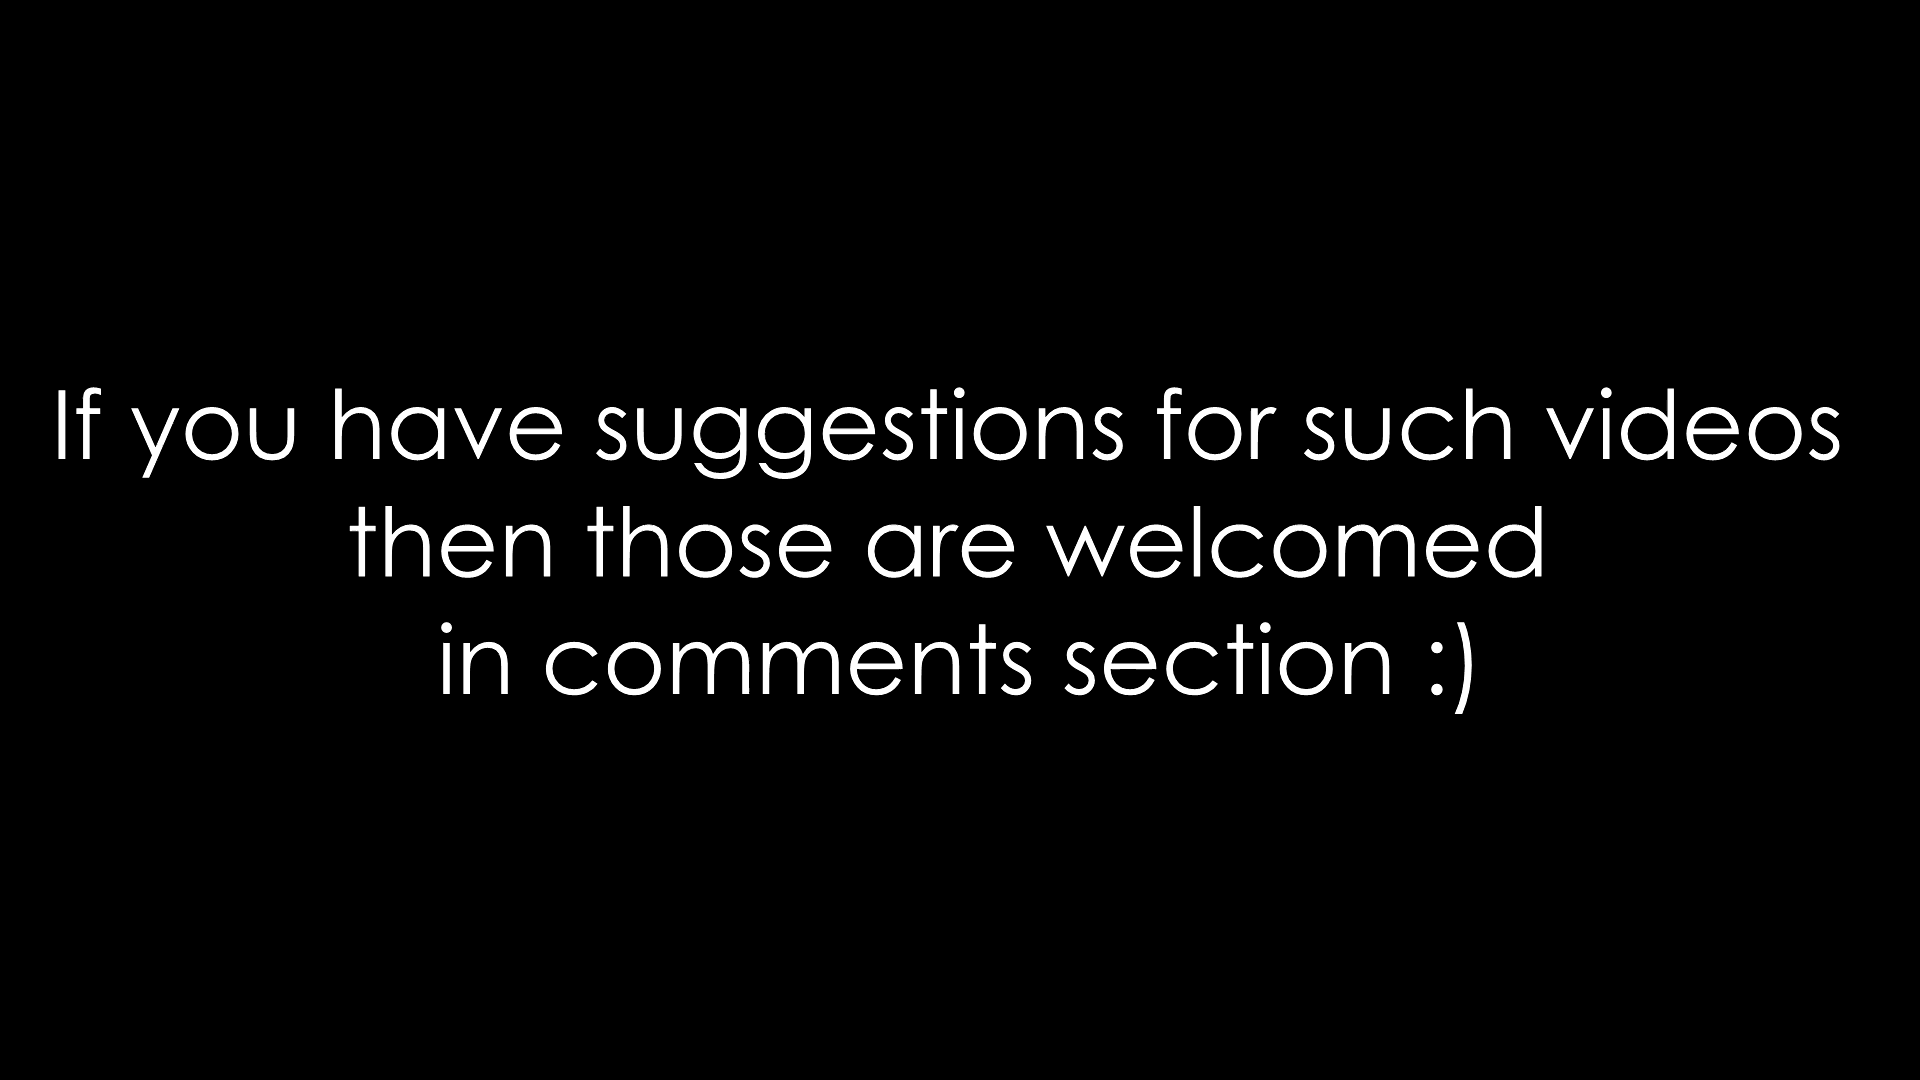 If you have suggestions for such videos
then those are welcomed
in comments section :)